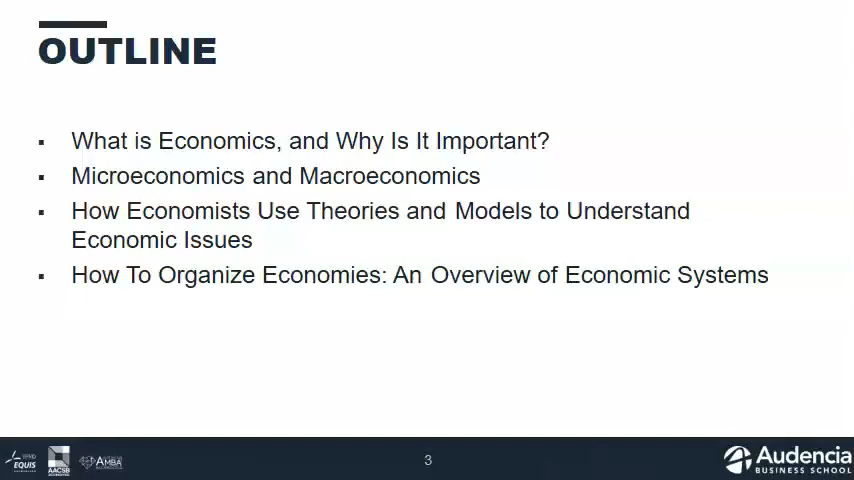 OUTLINE
▪ What is Economics, and Why Is It Important?
▪ Microeconomics and Macroeconomics
▪ How Economists Use Theories and Models to Understand
Economic Issues
▪ How To Organize Economies: An Overview of Economic Systems
EQUIS
AACSB
AMBA
3
Audencia
BUSINESS SCHOOL